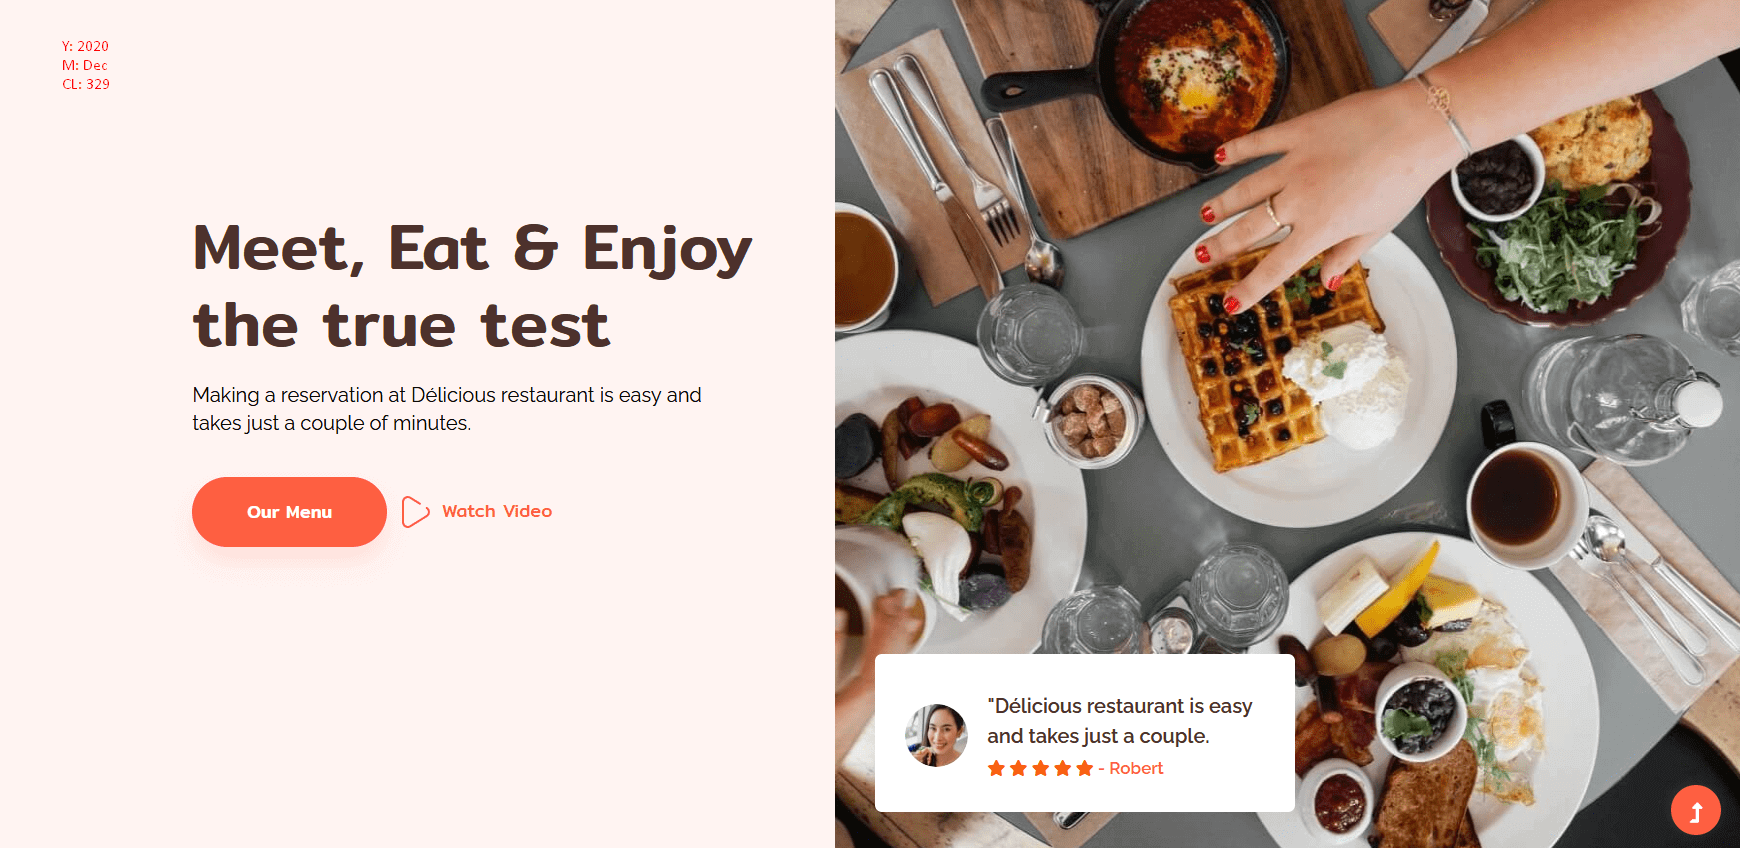 Y: 2020
M: Dec
CL: 329
Meet, Eat & Enjoy
the true test
Making a reservation at Délicious restaurant is easy and
takes just a couple of minutes.
Our Menu
Watch Video
"Délicious restaurant is easy
and takes just a couple.
- Robert